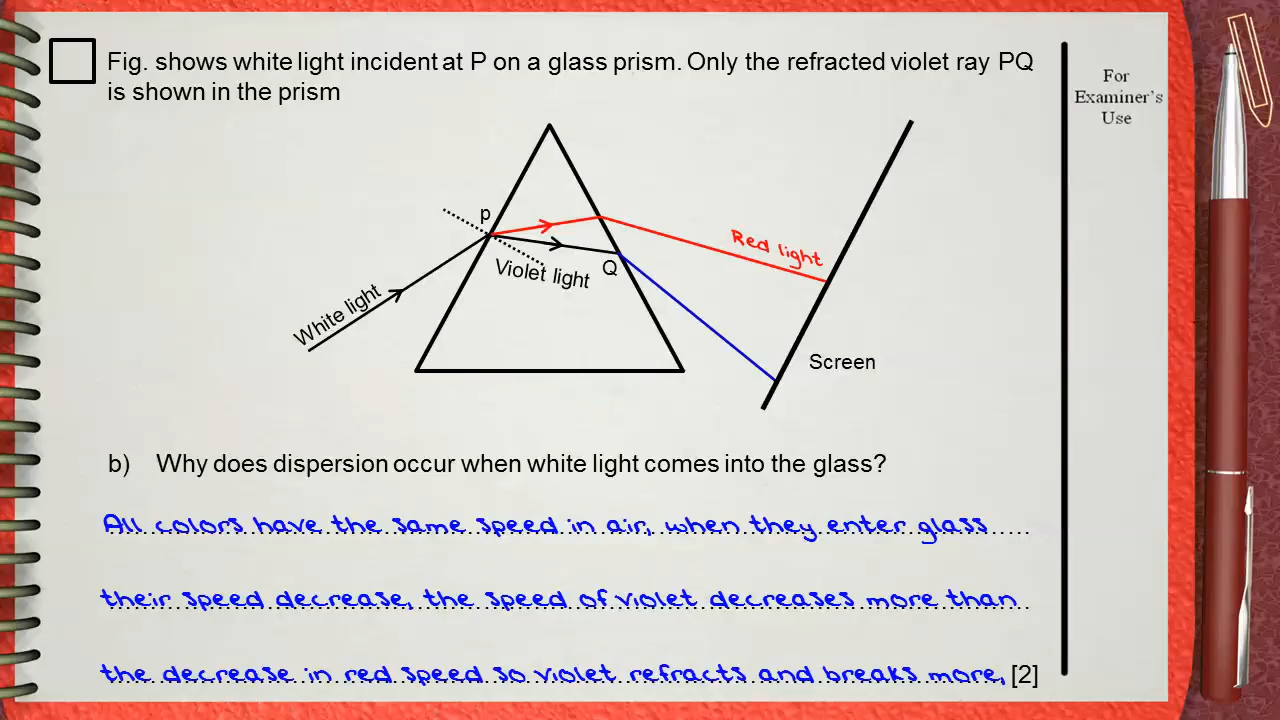 Fig. shows white light incident at P on a glass prism. Only the refracted violet ray PQ
is shown in the prism
For
Examiner's
Use
p
Red light
Violet light
Q
White light
Screen
b) Why does dispersion occur when white light comes into the glass?
All colors have the same speed in air, when they enter glass
their speed decrease, the speed of violet decreases more than
the decrease in red speed so violet refracts and breaks more, [2]